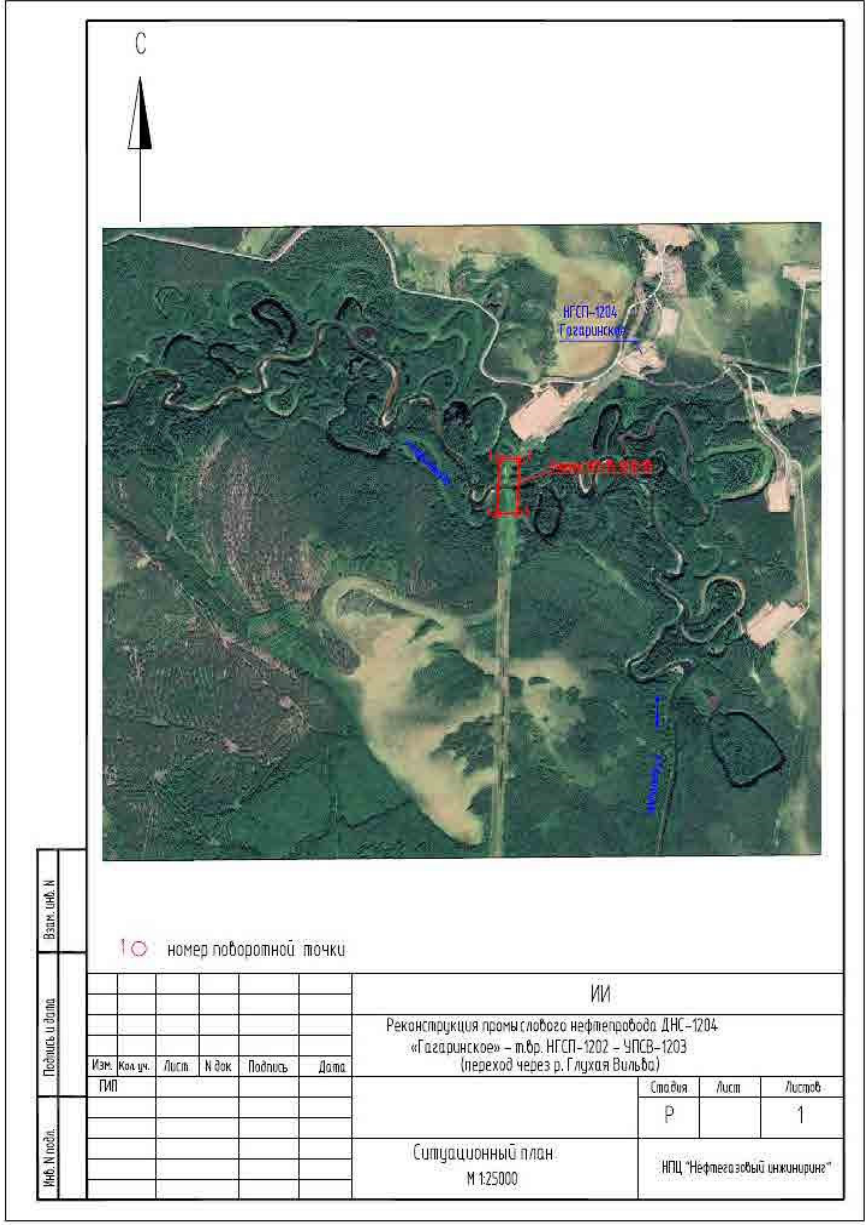 С
НГСП-1204
Гагаринское
1 номер поворотной точки
Взам. инв. N
Подпись и дата
Инв. N подл.
ИИ
Реконструкция промыслового нефтепровода ДНС-1204
«Гагаринское» – т.вр. НГСП-1202 – УПСВ-1203
(переход через р. Глухая Вильва)
Изм. Кол.уч. Лист N док Подпись Дата
ГИП
Стадия Лист Листов
Р 1
Ситуационный план
М 1:25000
НПЦ "Нефтегазовый инжиниринг"